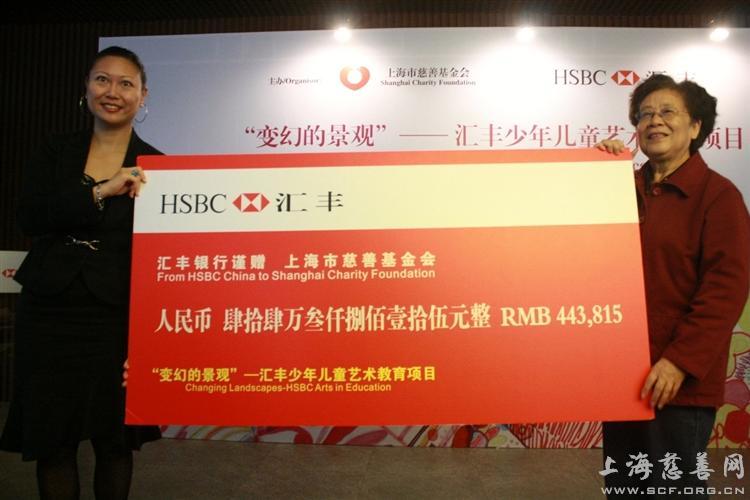 主办/Organiser:
上海市慈善基金会
Shanghai Charity Foundation
HSBC 汇丰
“变幻的景观”——汇丰少年儿童艺术 项目
HSBC 汇丰
汇丰银行谨赠 上海市慈善基金会
From HSBC China to Shanghai Charity Foundation
人民币 肆拾肆万叁仟捌佰壹拾伍元整 RMB 443,815
“变幻的景观”—汇丰少年儿童艺术教育项目
Changing Landscapes-HSBC Arts in Education
上海慈善网
WWW.SCF.ORG.CN